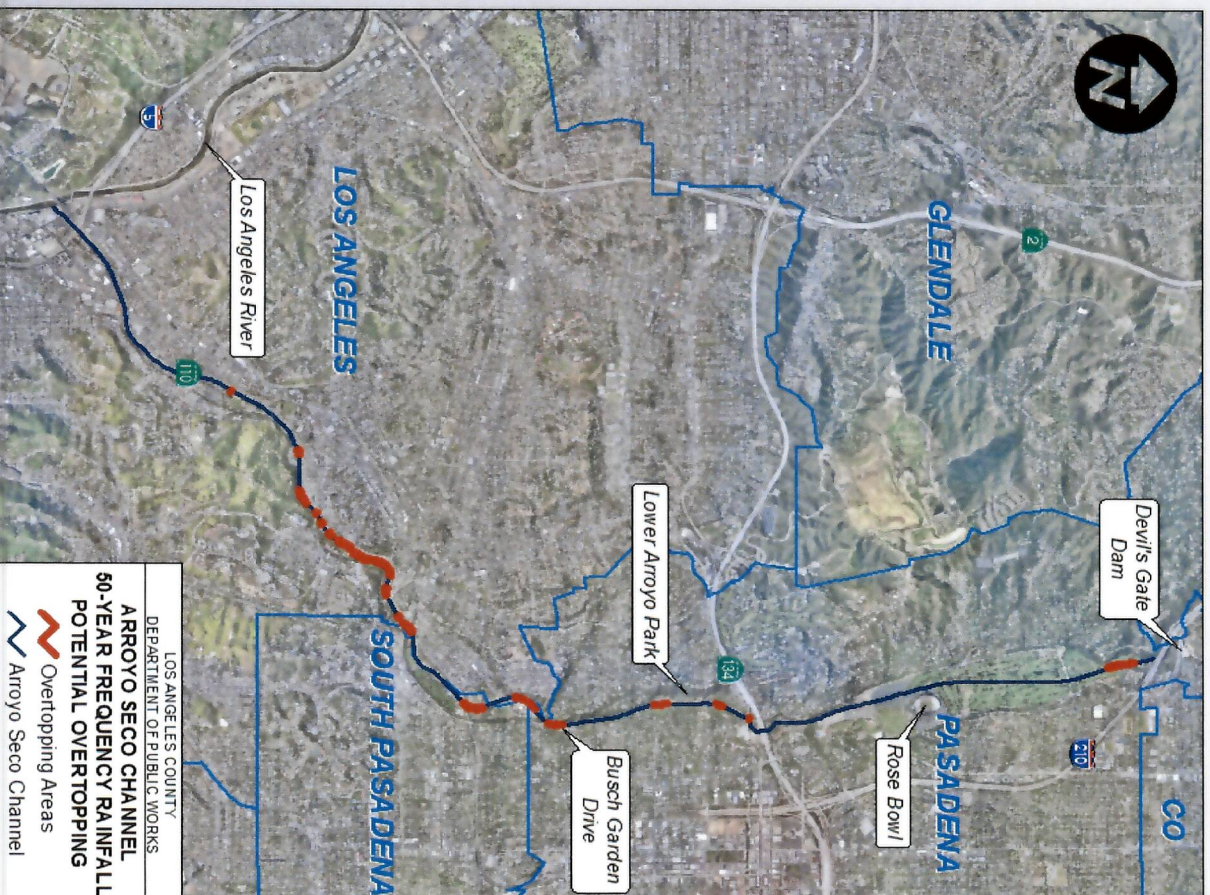 N
GLENDALE
2
CO
Devil's Gate
Dam
210
PASADENA
Rose Bowl
134
Lower Arroyo Park
Busch Garden
Drive
LOS ANGELES
Los Angeles River
5
110
SOUTH PASADENA
LOS ANGELES COUNTY
DEPARTMENT OF PUBLIC WORKS
ARROYO SECO CHANNEL
50-YEAR FREQUENCY RAINFALL
POTENTIAL OVERTOPPING
Overtopping Areas
Arroyo Seco Channel